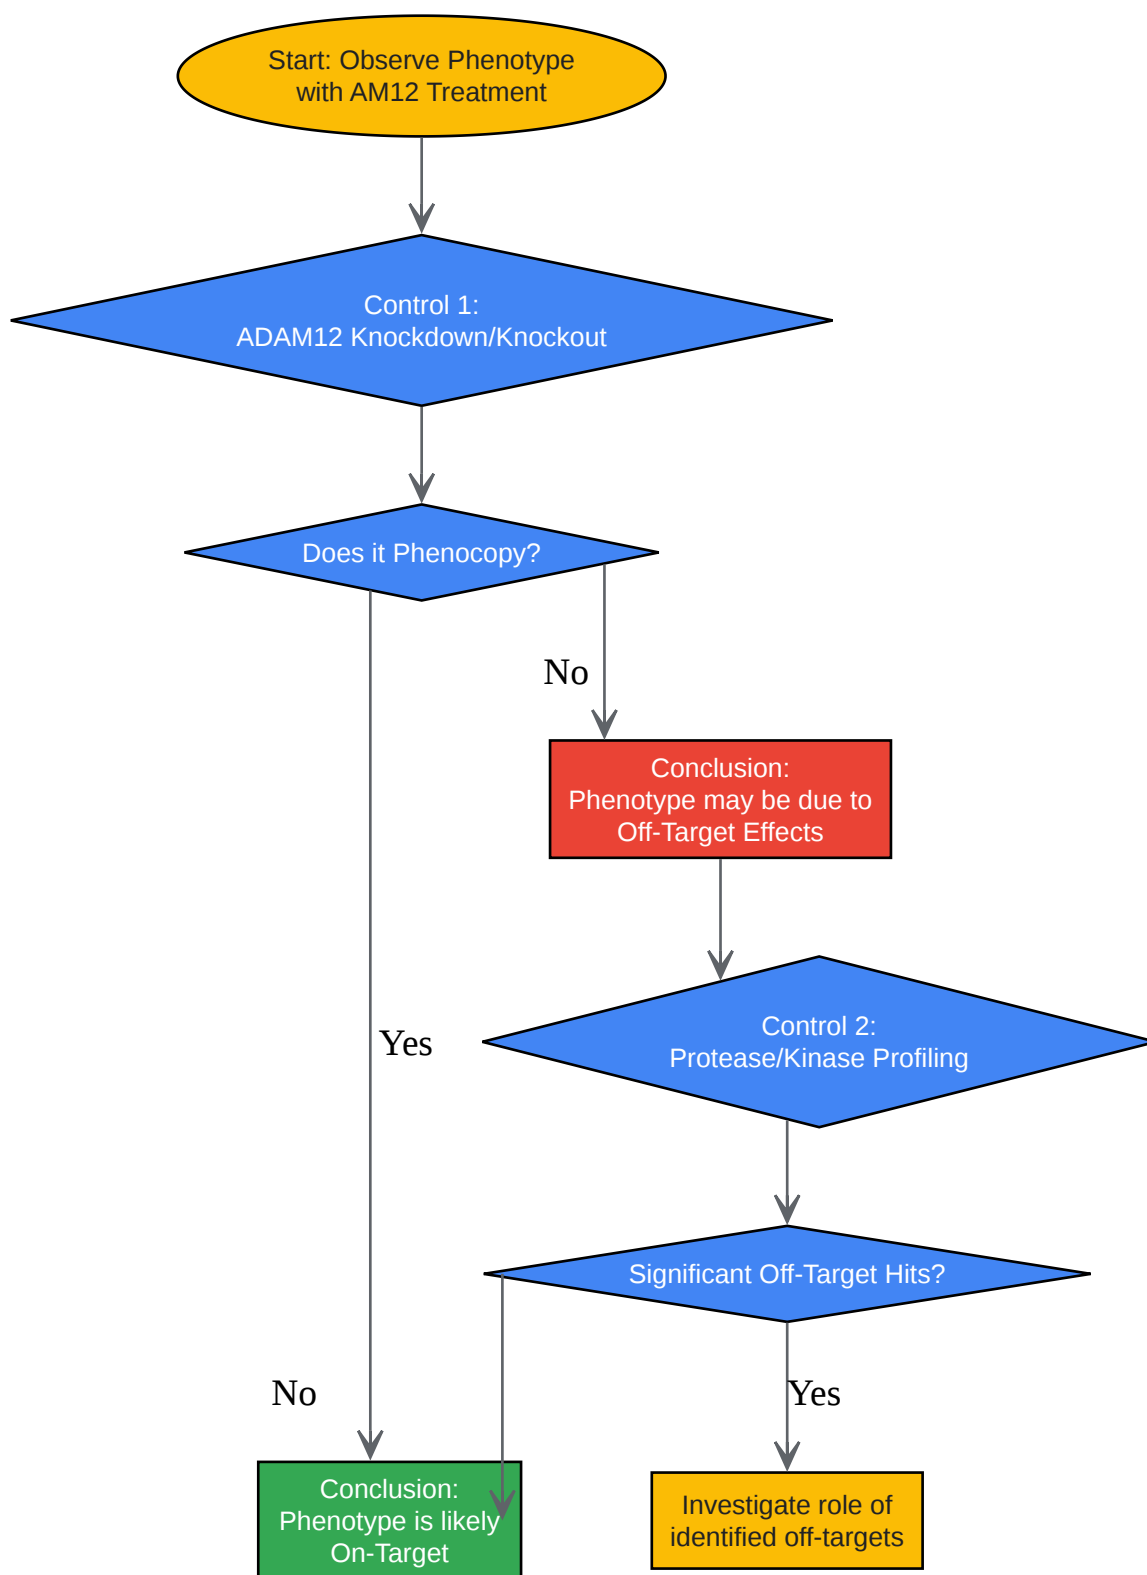 Start: Observe Phenotype
with AM12 Treatment
Control 1:
ADAM12 Knockdown/Knockout
Does it Phenocopy?
No
Conclusion:
Phenotype may be due to
Off-Target Effects
Yes
Control 2:
Protease/Kinase Profiling
Significant Off-Target Hits?
No
Yes
Conclusion:
Phenotype is likely
On-Target
Investigate role of
identified off-targets